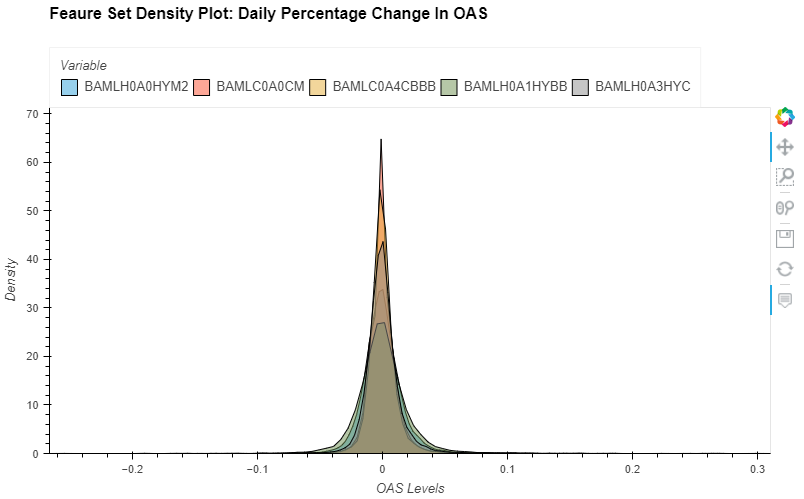 Feaure Set Density Plot: Daily Percentage Change In OAS
Variable
BAMLH0A0HYM2 BAMLC0A0CM BAMLC0A4CBBB BAMLH0A1HYBB BAMLH0A3HYC
70
60
50
40
30
20
10
0
Density
−0.2 −0.1 0 0.1 0.2 0.3
OAS Levels